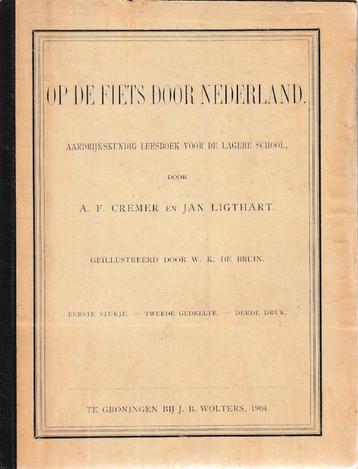 OP DE FIETS DOOR NEDERLAND.
AARDRIJKSKUNDIG LEESBOEK VOOR DE LAGERE SCHOOL,
DOOR
A. F. CREMER EN JAN LIGTHART.
GEÏLLUSTREERD DOOR W. K. DE BRUIN.
EERSTE STUKJE. — TWEEDE GEDEELTE. — DERDE DRUK.
TE GRONINGEN BIJ J. B. WOLTERS, 1904.